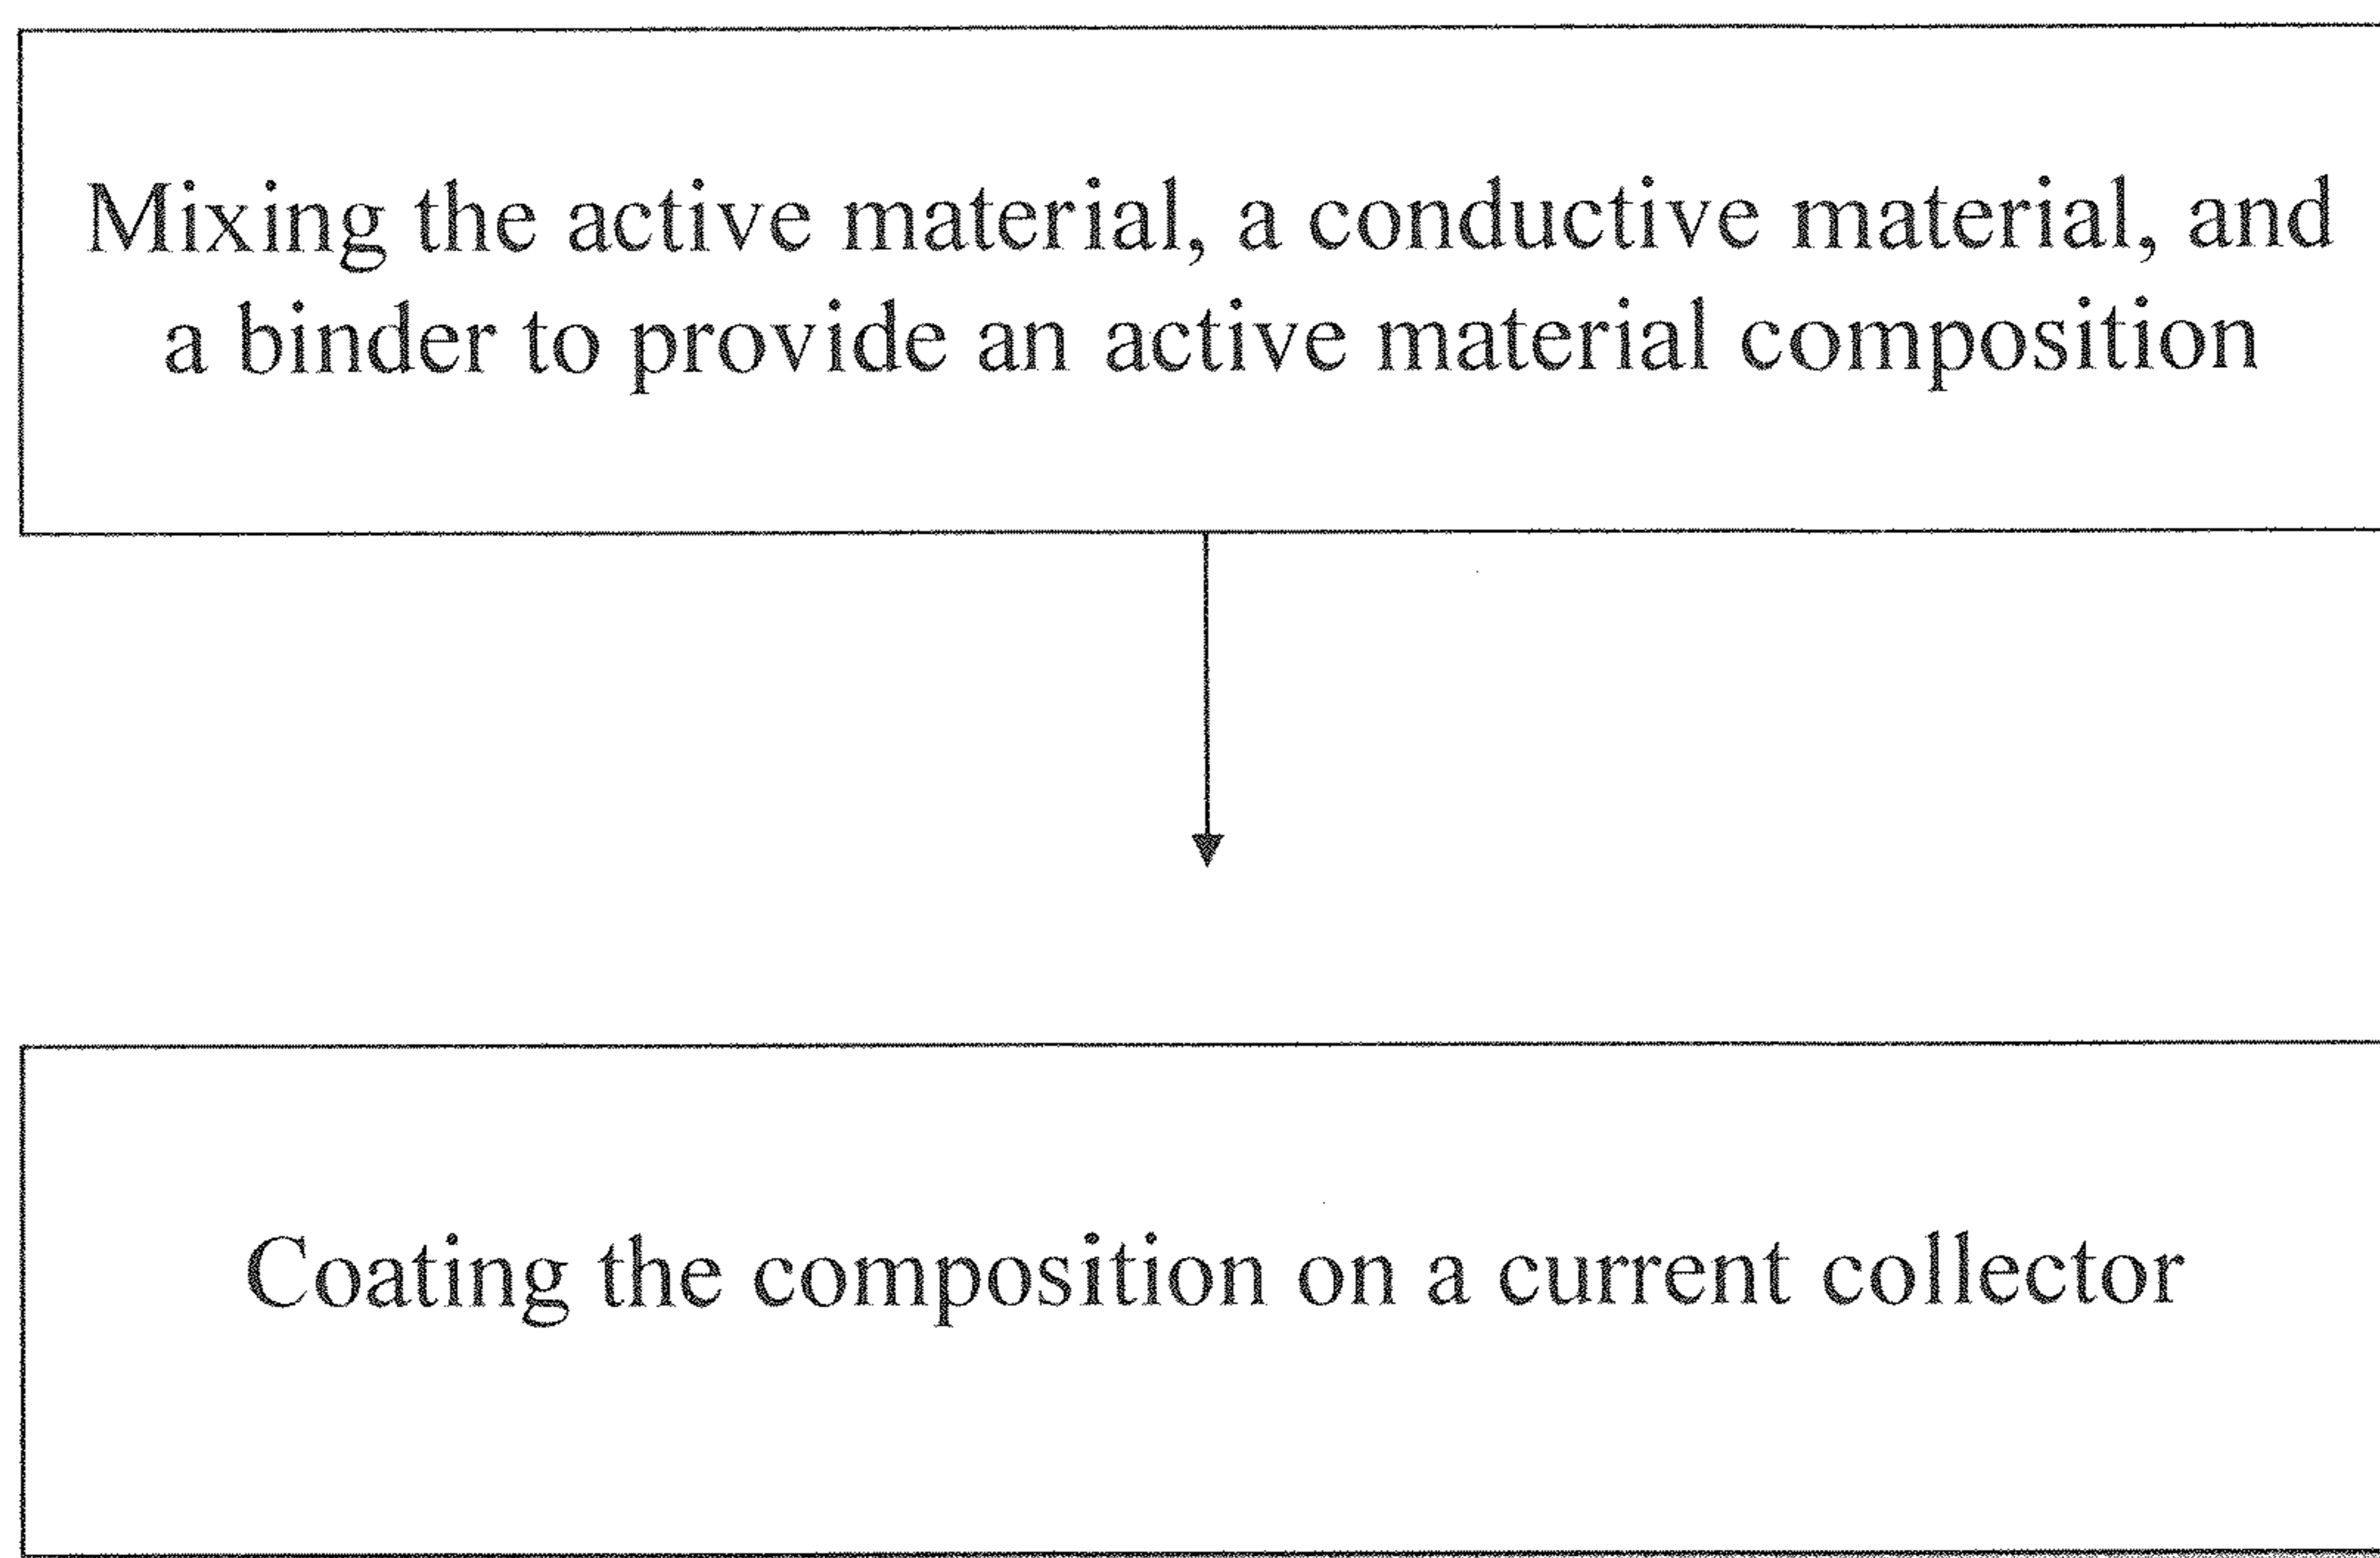 Mixing the active material, a conductive material, and
a binder to provide an active material composition
Coating the composition on a current collector